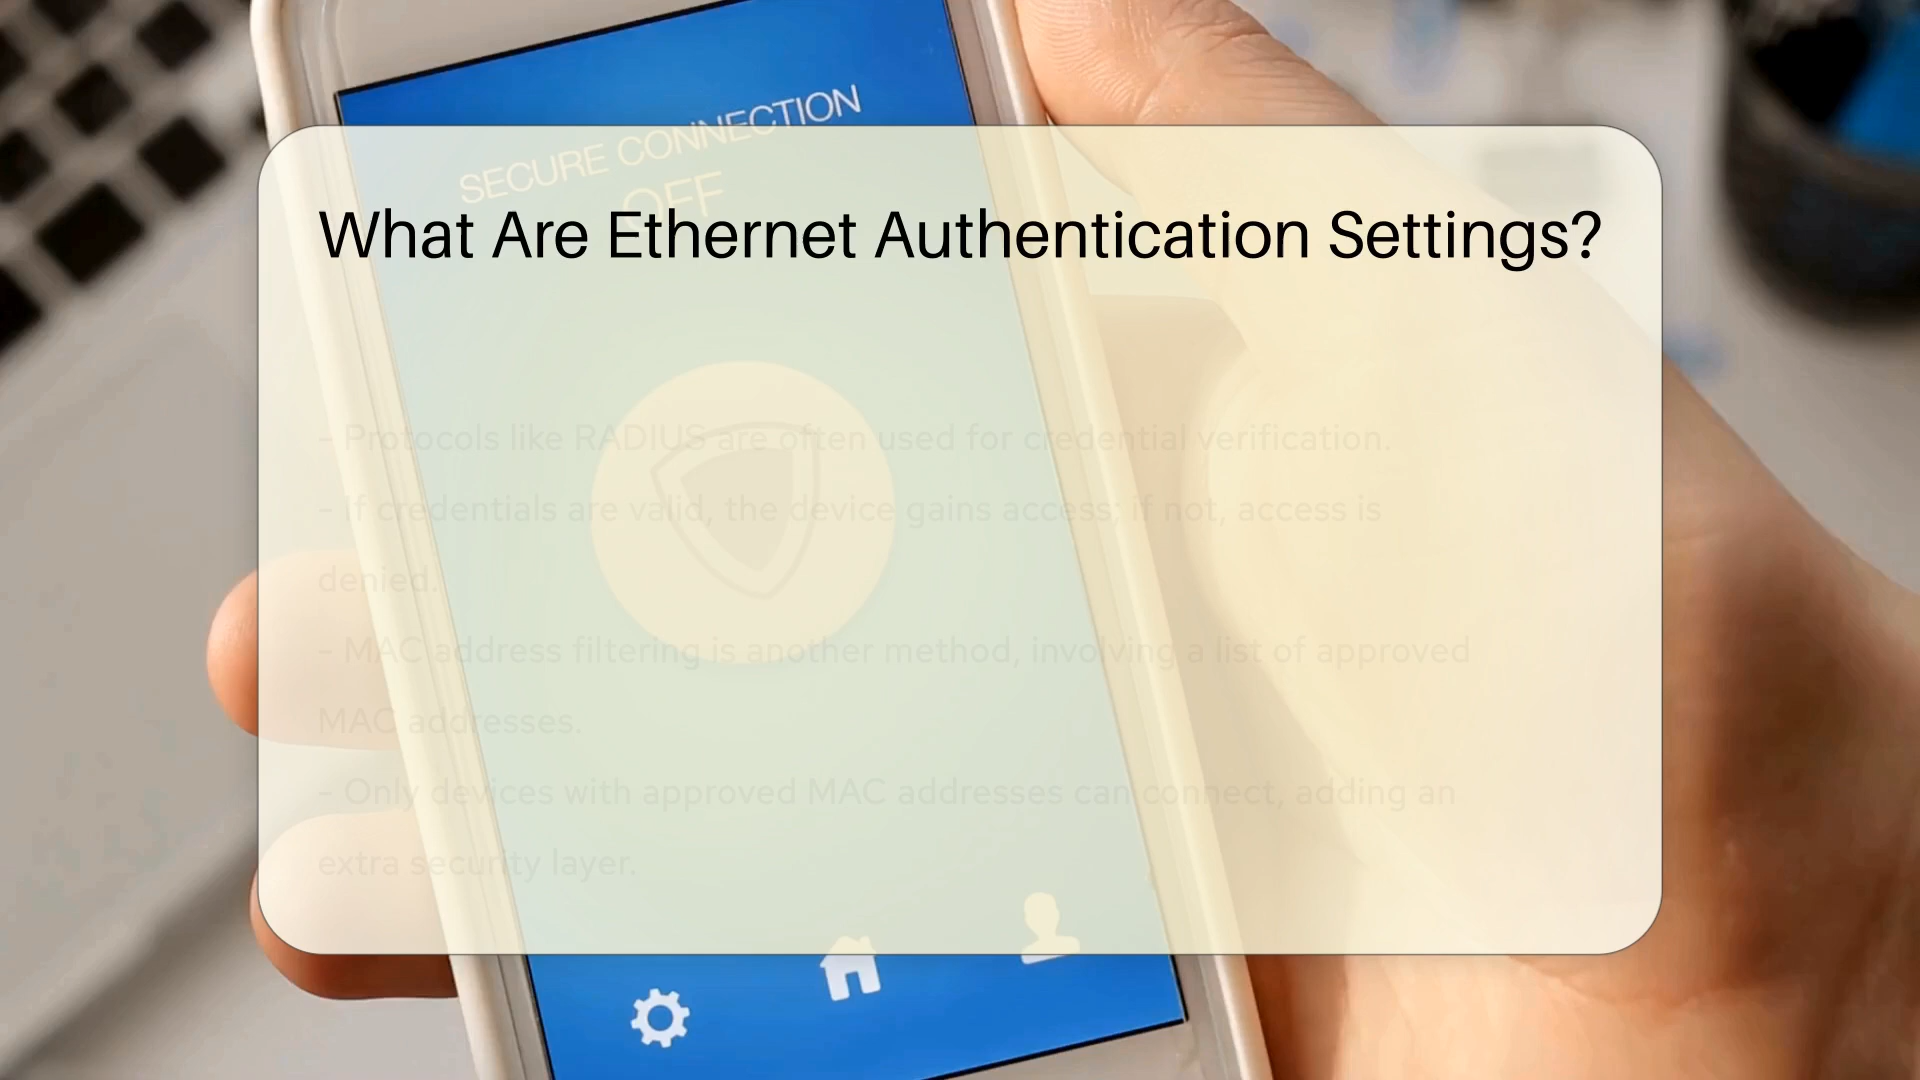 SECURE CONNECTION
OFF
What Are Ethernet Authentication Settings?
- Protocols like RADIUS are often used for credential verification.
- If credentials are valid, the device gains access; if not, access is
denied.
- MAC address filtering is another method, involving a list of approved
MAC addresses.
- Only devices with approved MAC addresses can connect, adding an
extra security layer.